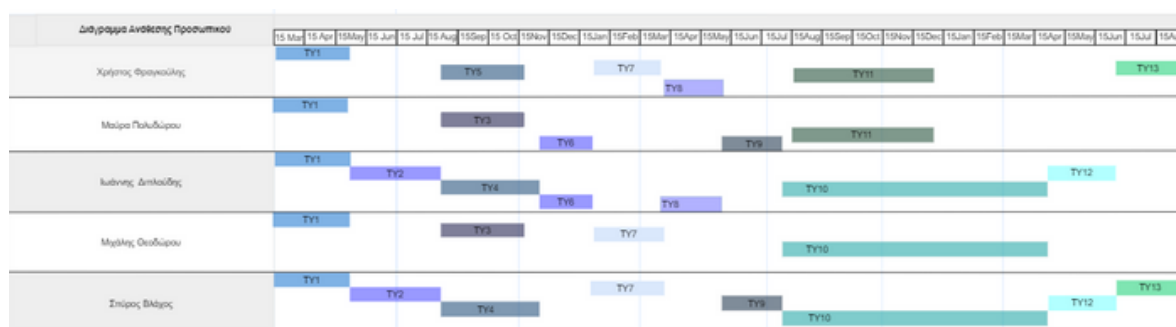 Διάγραμμα Ανάθεσης Προσωπικού
15 Mar 15 Apr 15May 15 Jun 15 Jul 15 Aug 15Sep 15 Oct 15Nov 15Dec 15Jan 15Feb 15Mar 15Apr 15May 15Jun 15Jul 15Aug 15Sep 15Oct 15Nov 15Dec 15Jan 15Feb 15Mar 15Apr 15May 15Jun 15Jul
TY1
Χρήστος Φραγκούλης TY5 TY7 TY11 TY13
TY8
TY1
Μαύρα Πολυδώρου TY3 TY11
TY6 TY9
TY1
TY2 TY12
Ιωάννης Διπλούδης TY4 TY10
TY6 TY8
TY1
TY3 TY7
Μιχάλης Θεοδώρου TY10
TY1
TY2 TY7 TY13
Σπύρος Βλάχος TY4 TY9 TY12
TY10